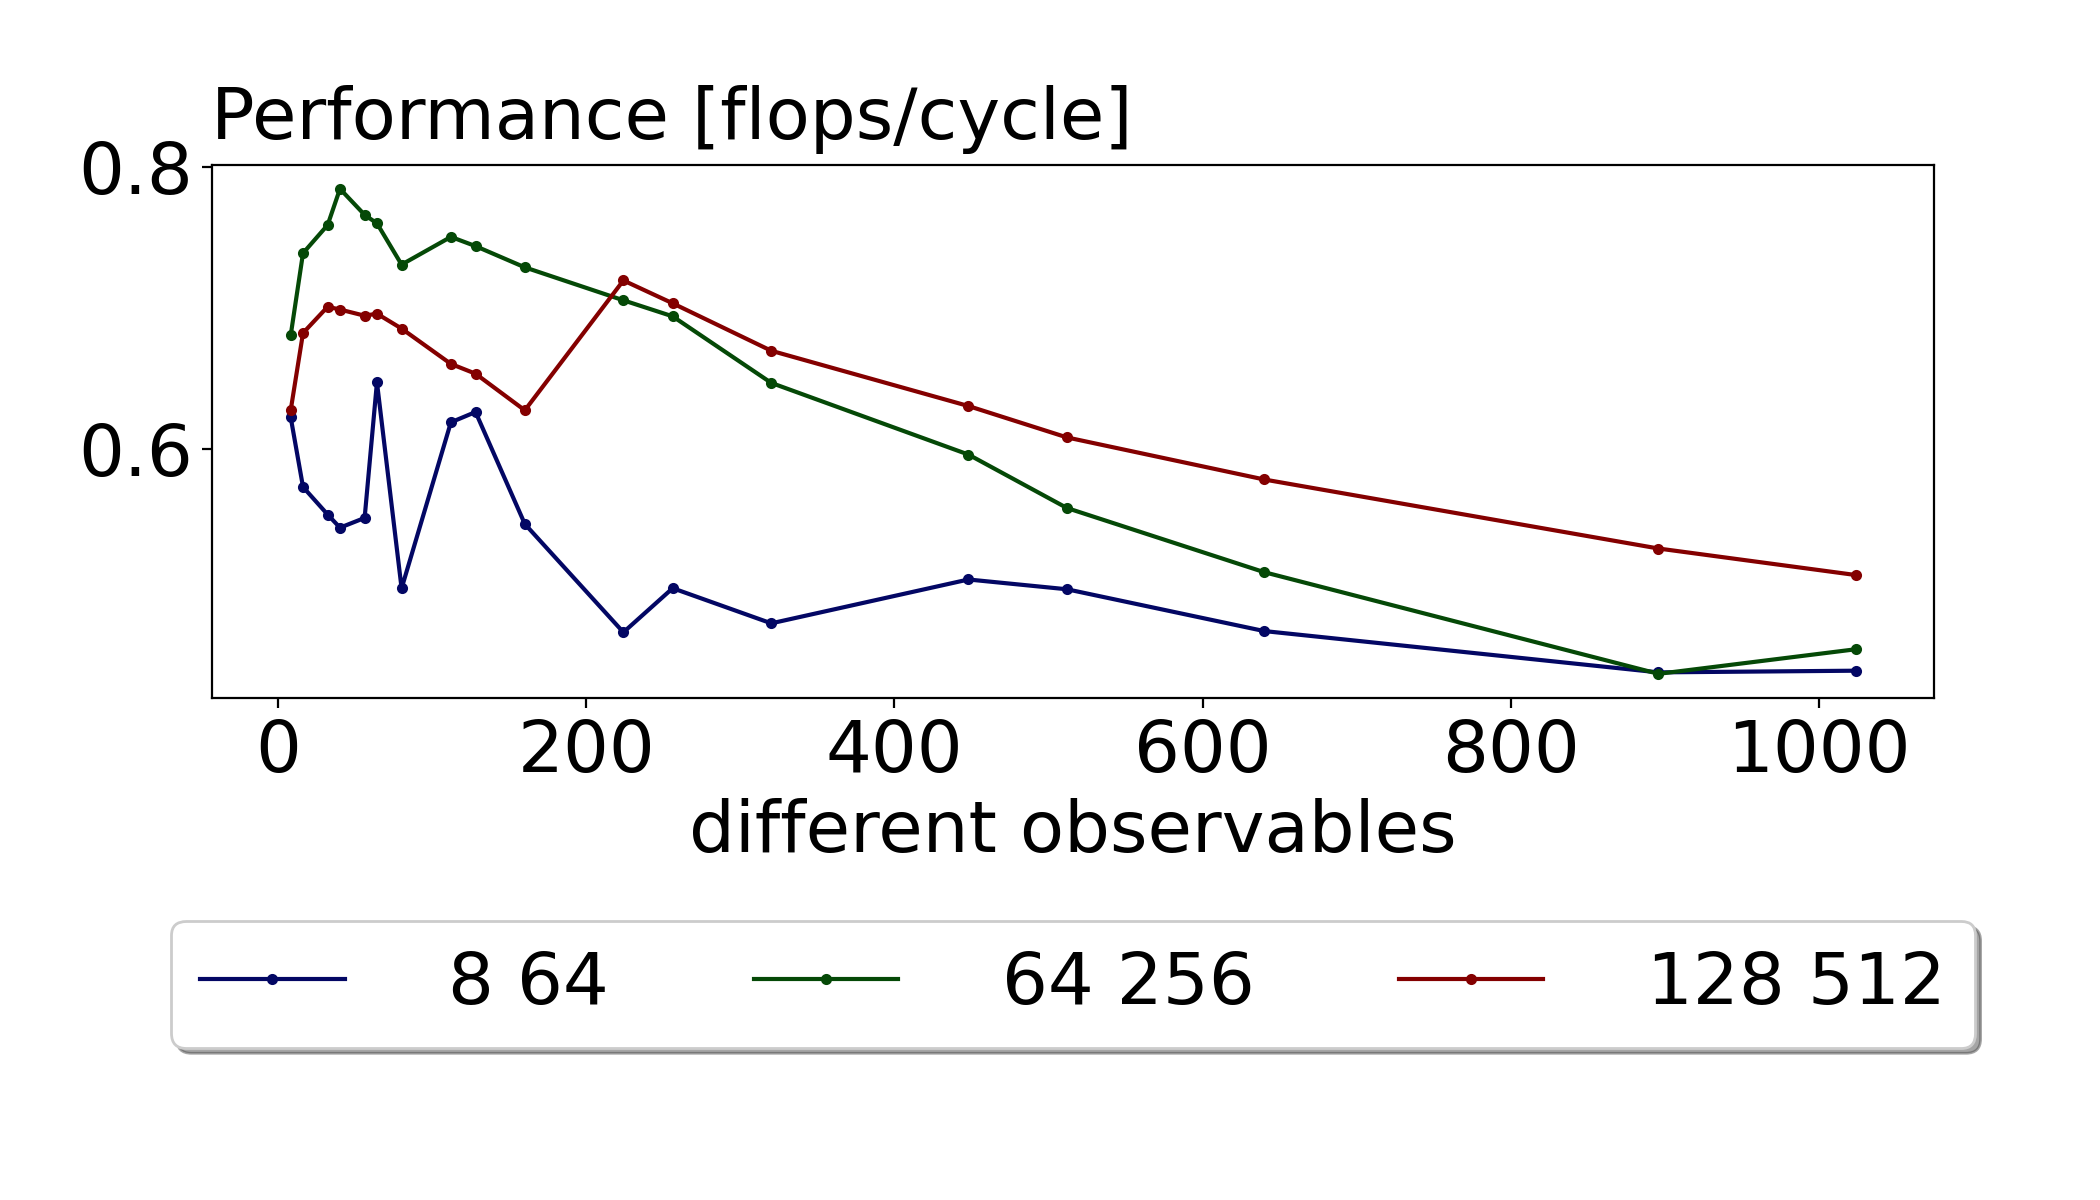 Performance [flops/cycle]
0.8
0.6
0 200 400 600 800 1000
different observables
8 64 64 256 128 512